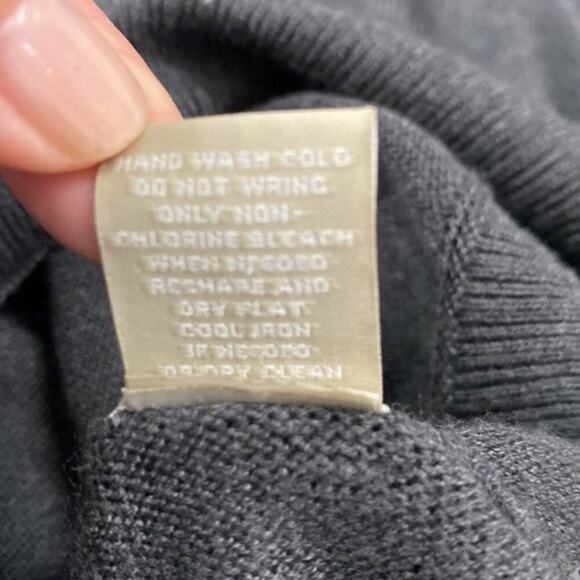 HAND WASH COLD
DO NOT WRING
ONLY NON-
CHLORINE BLEACH
WHEN NEEDED
RESHAPE AND
DRY FLAT
COOL IRON
IF NEEDED
OR DRY CLEAN